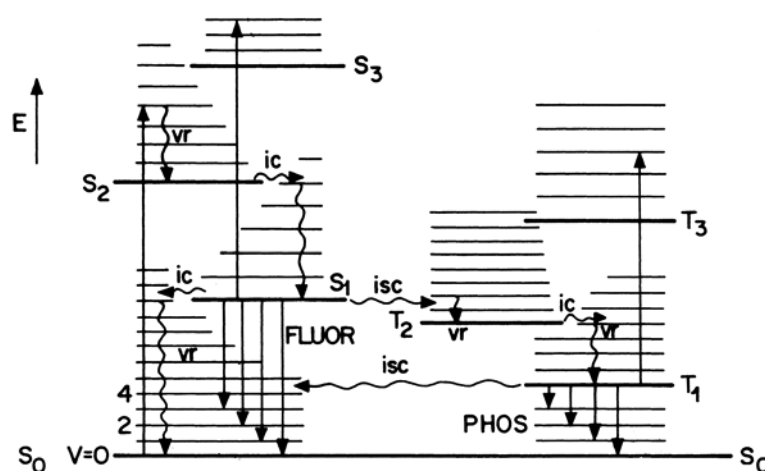 S3
E
vr
ic
S2
T3
ic
S1
isc
ic
FLUOR
T2
vr
vr
vr
isc
4
T1
2
PHOS
S0 V=0
S0